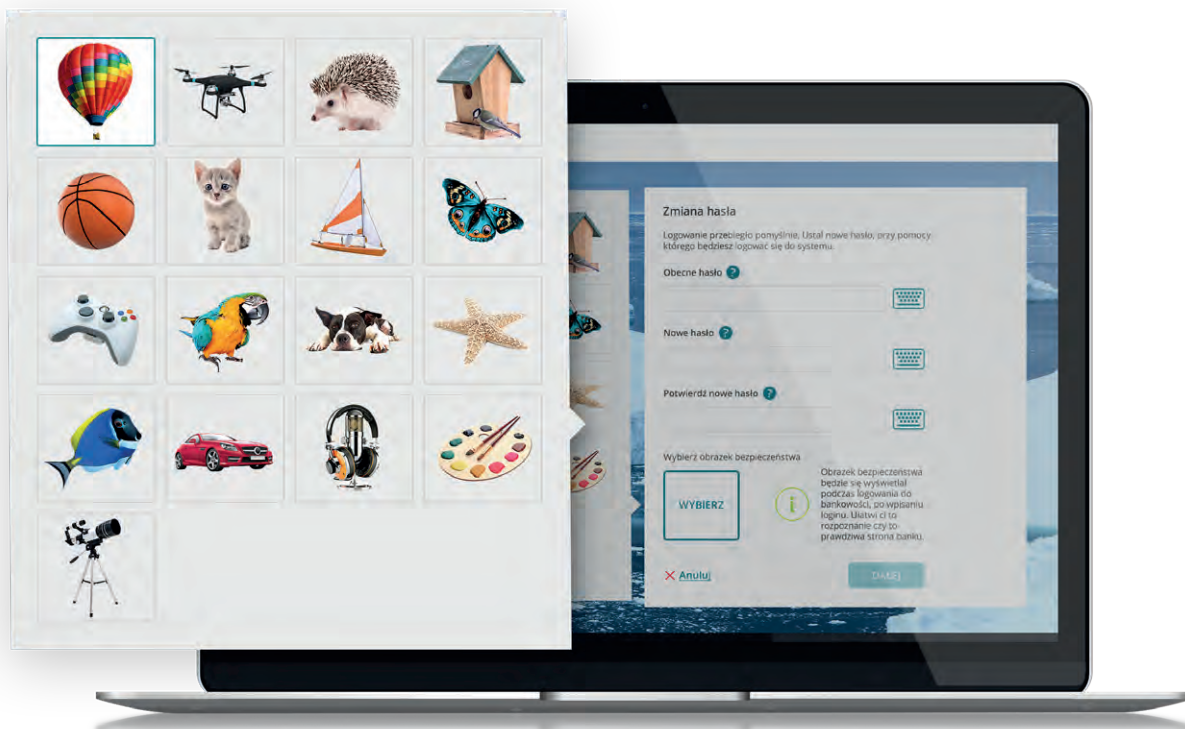 Zmiana hasła
Logowanie przebiegło pomyślnie. Ustal nowe hasło, przy pomocy
którego będziesz logować się do systemu.
Obecne hasło ?
Nowe hasło ?
Potwierdź nowe hasło ?
Wybierz obrazek bezpieczeństwa
WYBIERZ
i
Obrazek bezpieczeństwa
będzie się wyświetlał
podczas logowania do
bankowości, po wpisaniu
loginu. Ułatwi ci to
rozpoznanie czy to
prawdziwa strona banku.
Anuluj
DALEJ